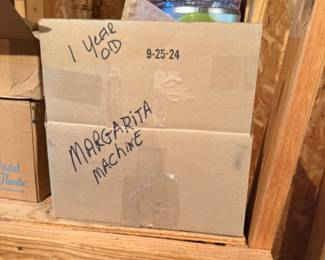 1 YEAR
OLD
9-25-24
MARGARITA
MACHINE